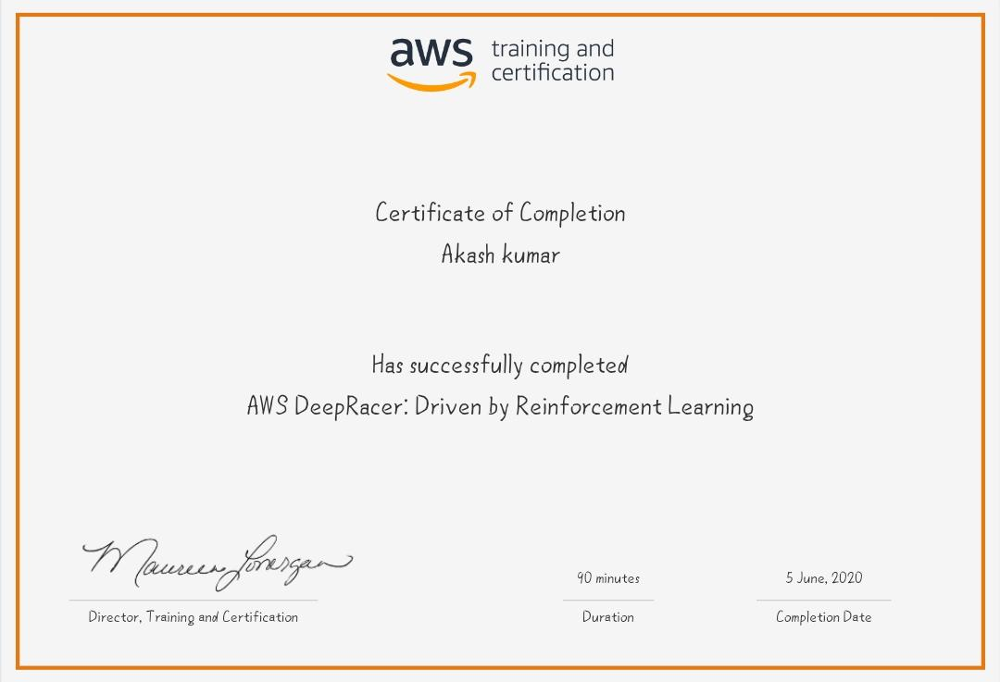 aws training and
certification
Certificate of Completion
Akash kumar
Has successfully completed
AWS DeepRacer: Driven by Reinforcement Learning
Maureen Lonergan
90 minutes
5 June, 2020
Director, Training and Certification
Duration
Completion Date